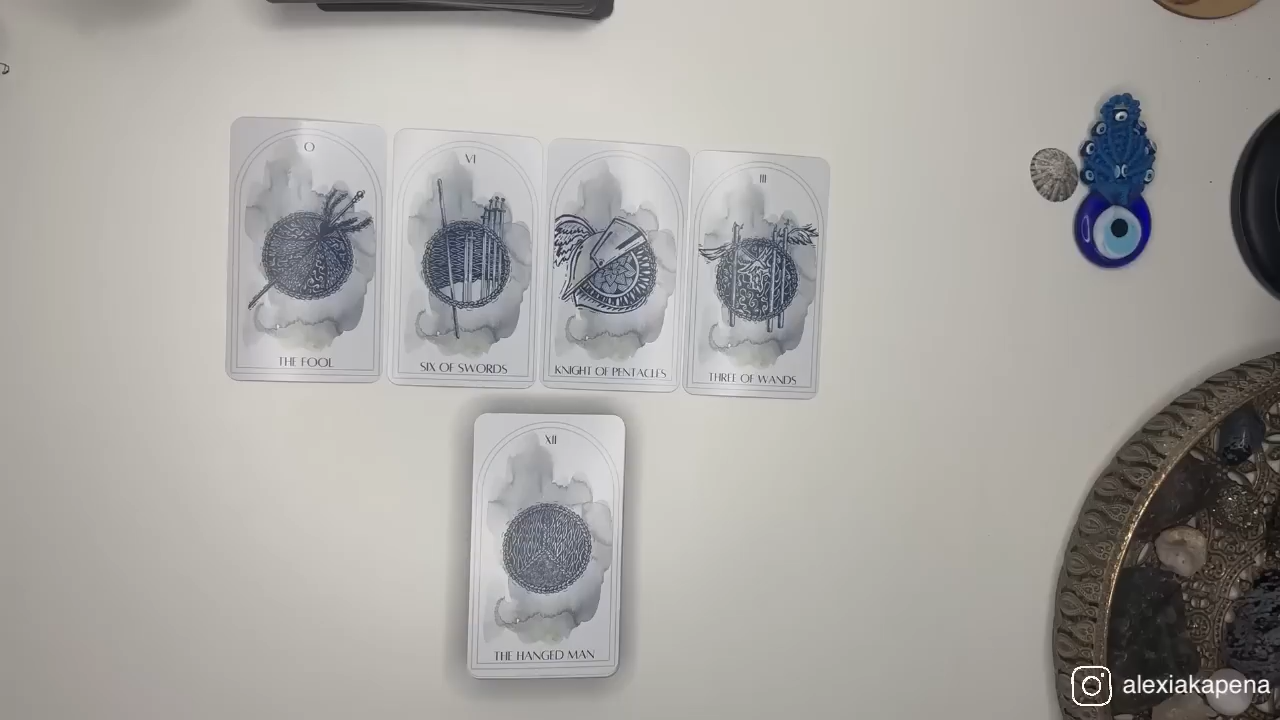 O
THE FOOL
VI
SIX OF SWORDS
KNIGHT OF PENTACLES
III
THREE OF WANDS
XII
THE HANGED MAN
alexiakapena